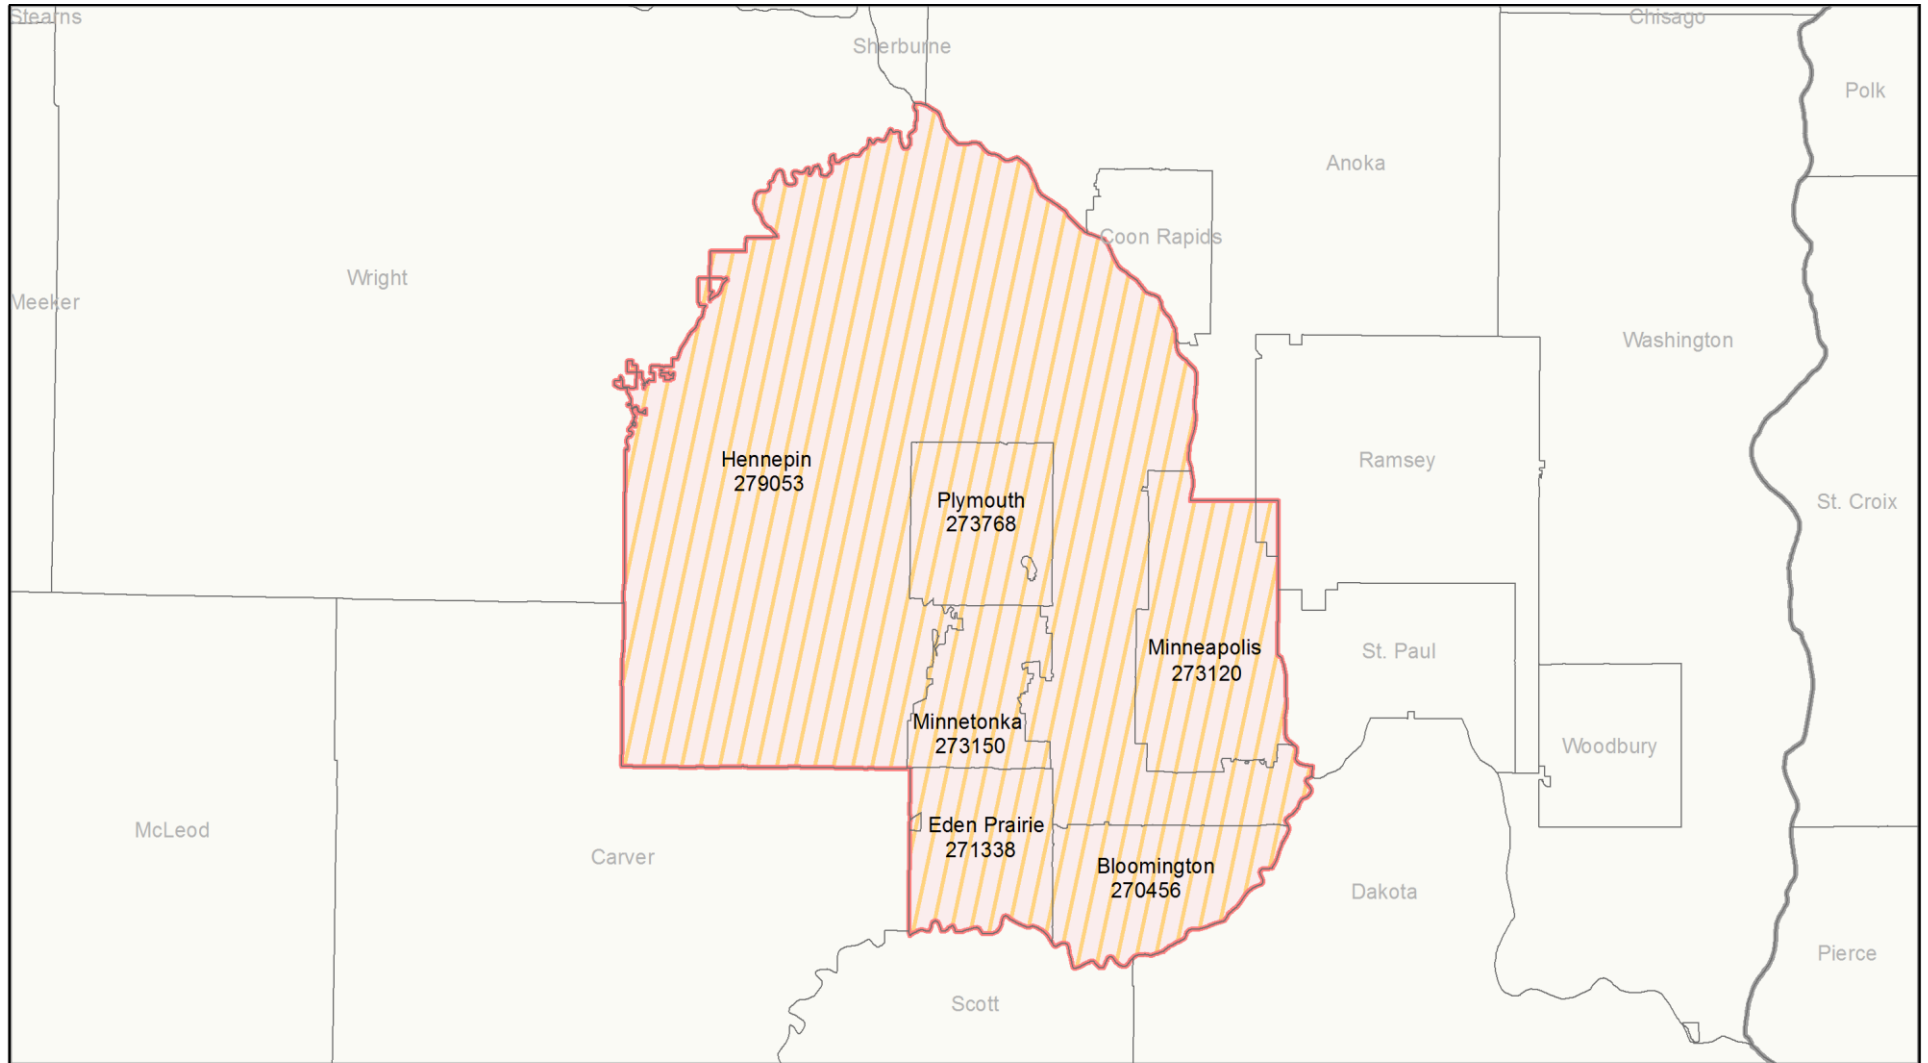 Stearns
Chisago
Sherburne
Polk
Anoka
Coon Rapids
Wright
Meeker
Washington
Hennepin
279053
Ramsey
Plymouth
273768
St. Croix
Minneapolis
273120
St. Paul
Minnetonka
273150
Woodbury
McLeod
Eden Prairie
271338
Carver
Bloomington
270456
Dakota
Pierce
Scott